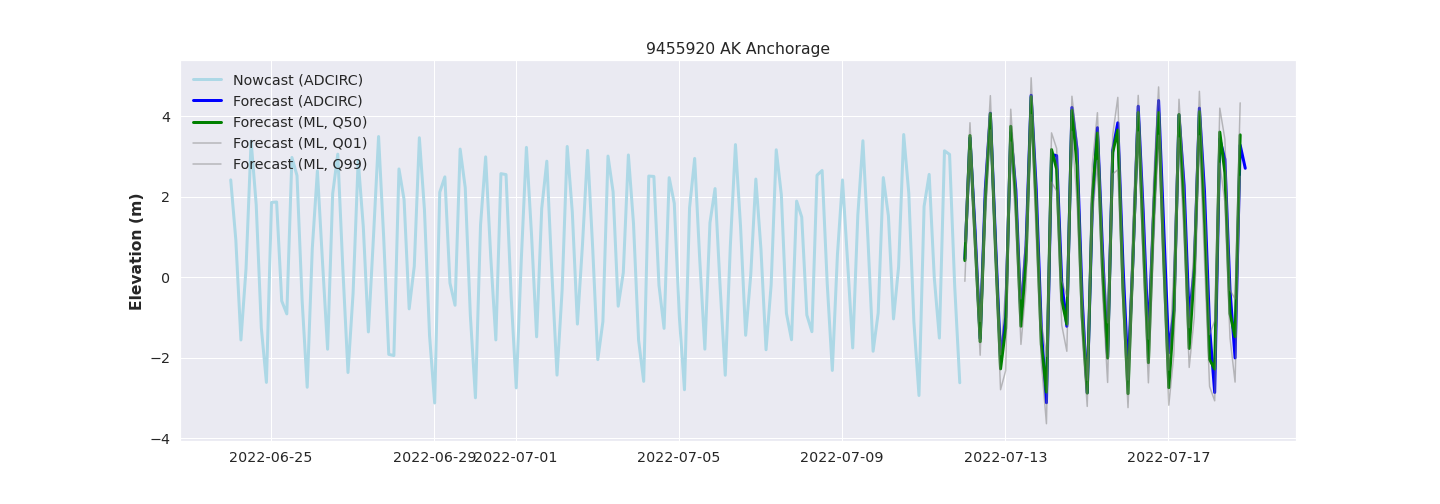 9455920 AK Anchorage
Nowcast (ADCIRC)
Forecast (ADCIRC)
Forecast (ML, Q50)
Forecast (ML, Q01)
Forecast (ML, Q99)
Elevation (m)
4
2
0
−2
−4
2022-06-25
2022-06-29
2022-07-01
2022-07-05
2022-07-09
2022-07-13
2022-07-17